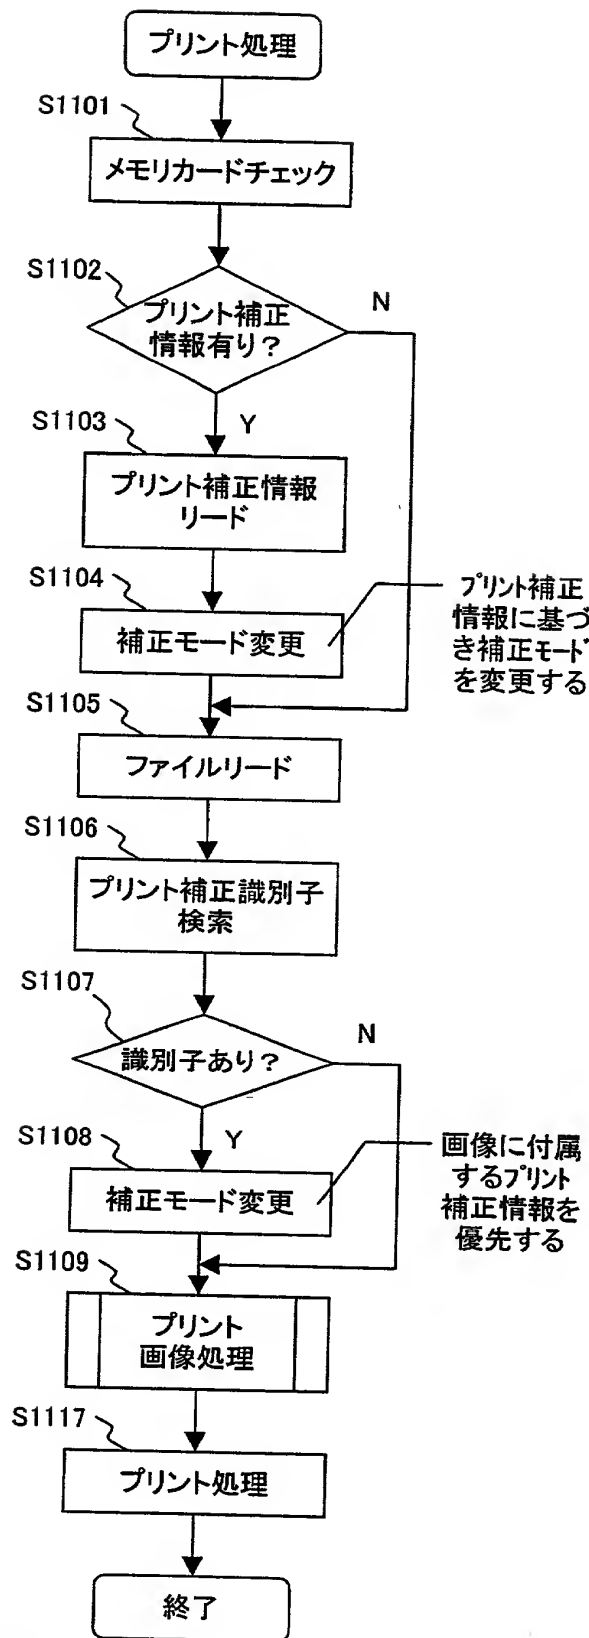 プリント処理
S1101
メモリカードチェック
S1102
プリント補正
情報有り?
N
Y
S1103
プリント補正情報
リード
S1104
補正モード変更
プリント補正
情報に基づ
き補正モード
を変更する
S1105
ファイルリード
S1106
プリント補正識別子
検索
S1107
識別子あり?
N
Y
S1108
補正モード変更
画像に付属
するプリント
補正情報を
優先する
S1109
プリント
画像処理
S1117
プリント処理
終了